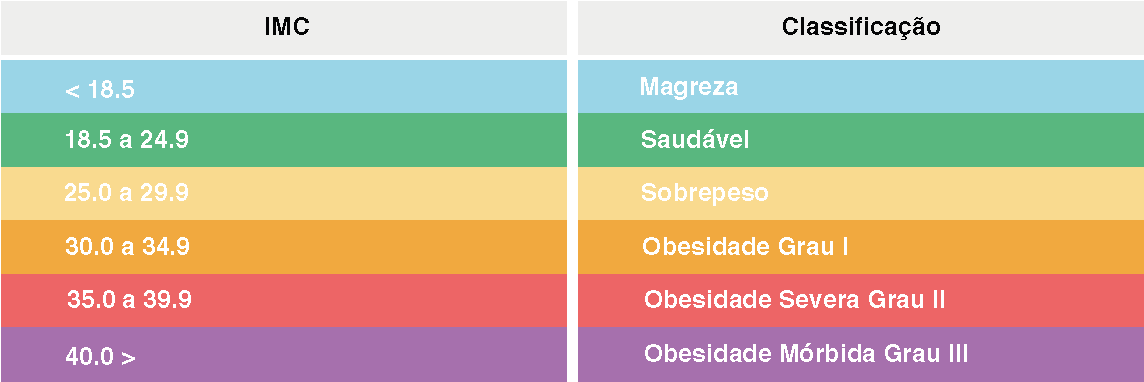 IMC Classificação
< 18.5 Magreza
18.5 a 24.9 Saudável
25.0 a 29.9 Sobrepeso
30.0 a 34.9 Obesidade Grau I
35.0 a 39.9 Obesidade Severa Grau II
40.0 > Obesidade Mórbida Grau III